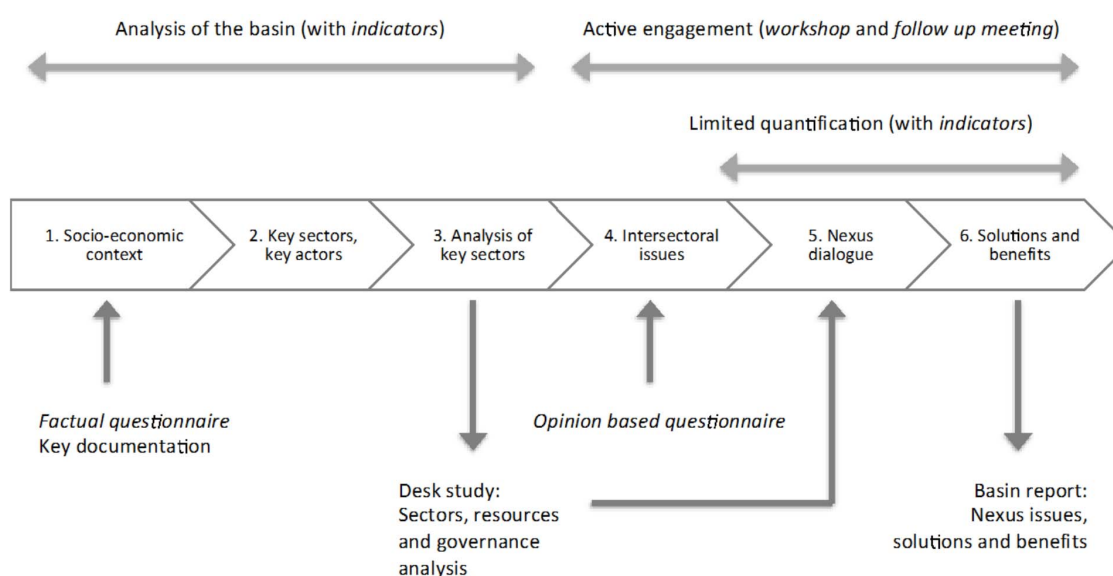 Analysis of the basin (with indicators)
Active engagement (workshop and follow up meeting)
Limited quantification (with indicators)
1. Socio-economic
context
2. Key sectors,
key actors
3. Analysis of
key sectors
4. Intersectoral
issues
5. Nexus
dialogue
6. Solutions and
benefits
Factual questionnaire
Key documentation
Opinion based questionnaire
Desk study:
Sectors, resources
and governance
analysis
Basin report:
Nexus issues,
solutions and benefits